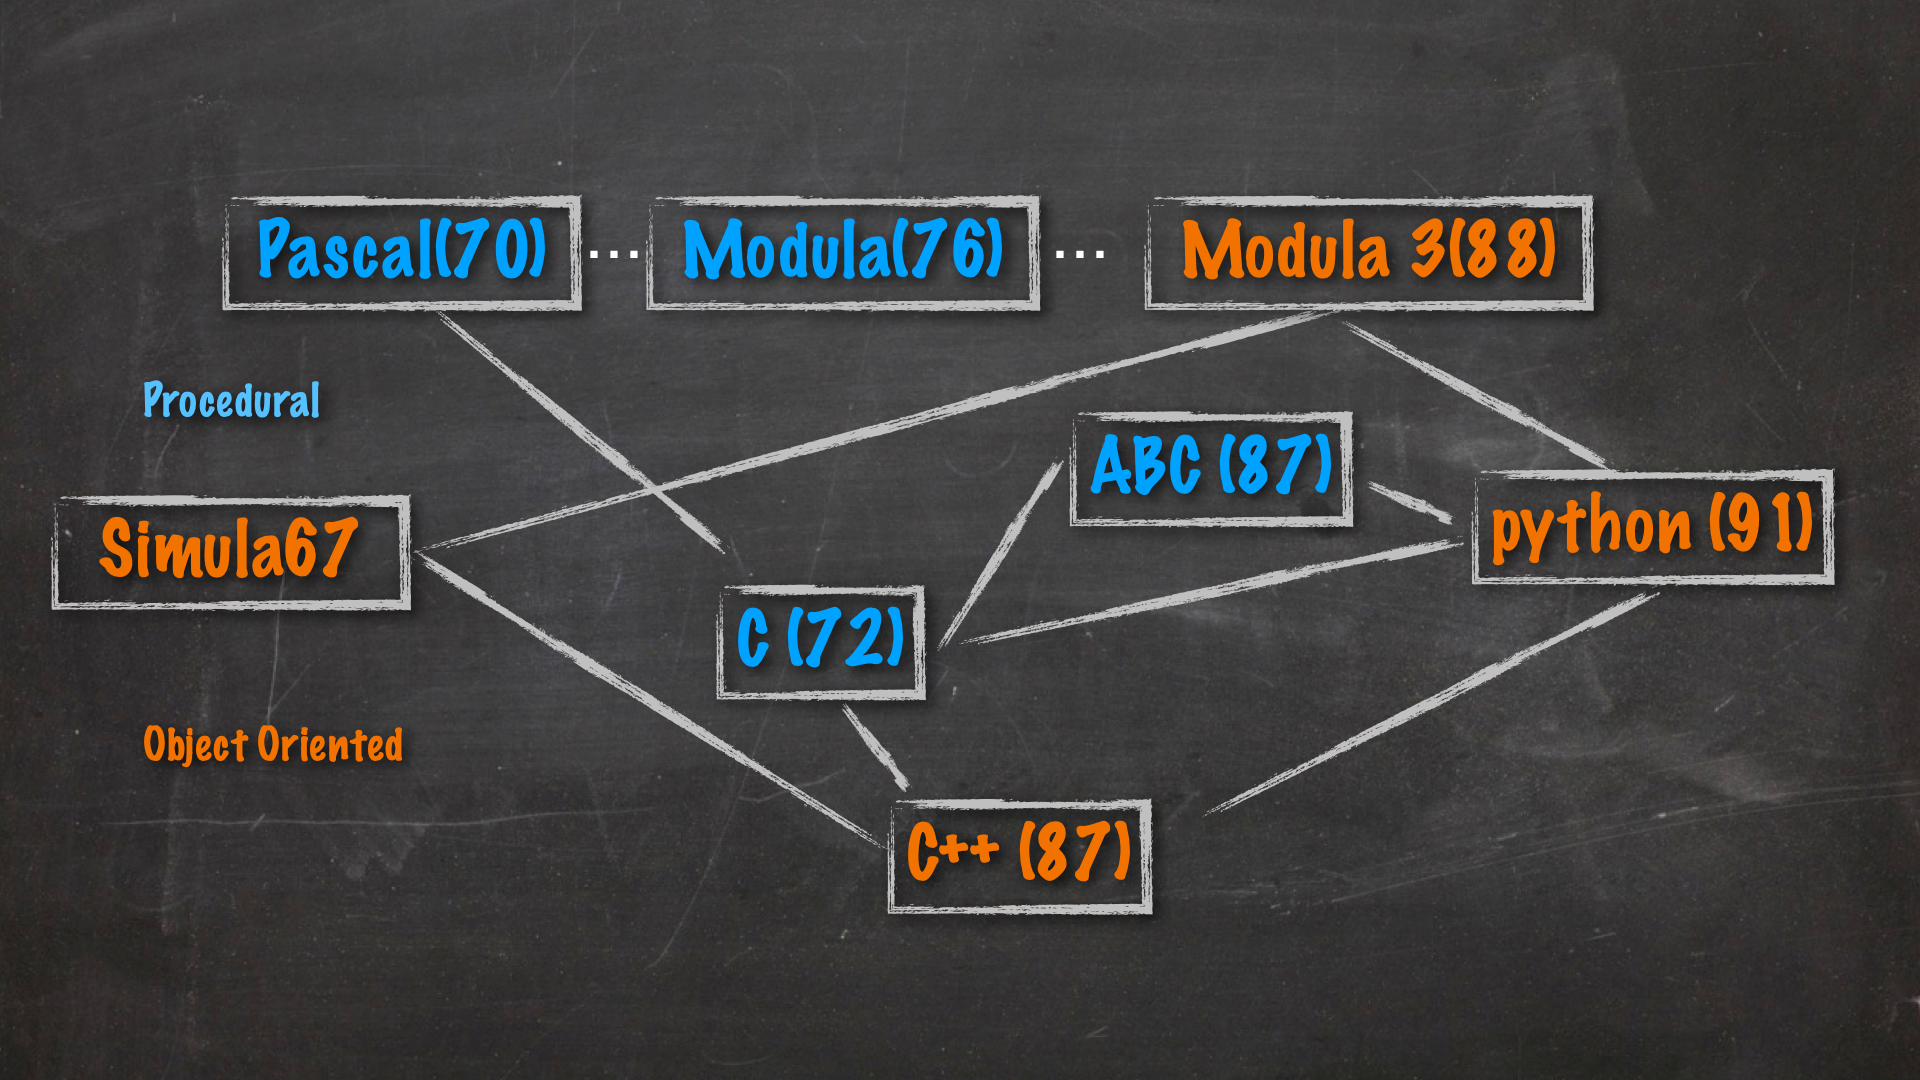 Pascal(70) ... Modula(76) ... Modula 3(88)
Procedural
ABC (87)
python (91)
Simula67
C (72)
Object Oriented
C++ (87)